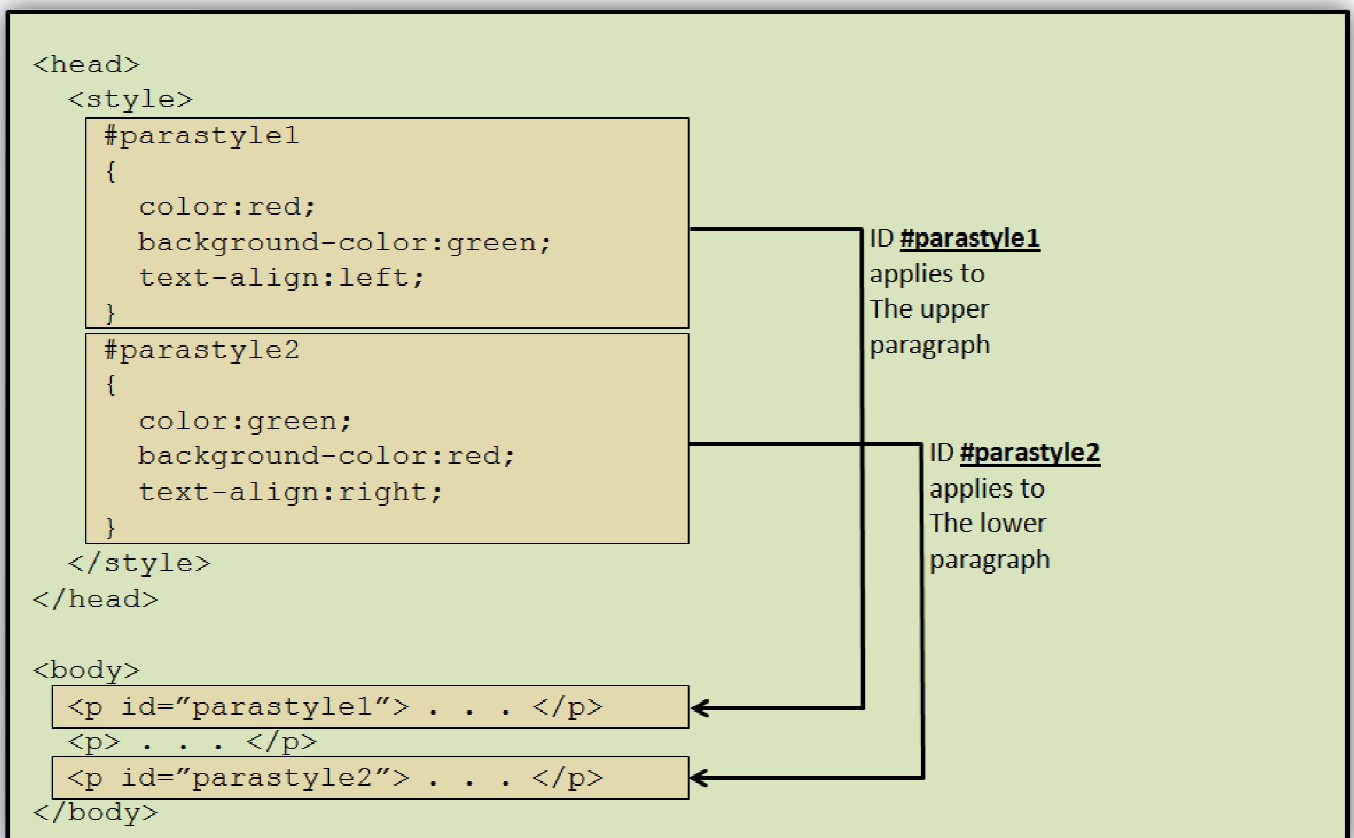 <head>
<style>
#parastyle1
{
color:red;
background-color:green;
text-align:left;
}
#parastyle2
{
color:green;
background-color:red;
text-align:right;
}
</style>
</head>
ID #parastyle1
applies to
The upper
paragraph
ID #parastyle2
applies to
The lower
paragraph
<body>
<p id=”parastyle1”> . . . </p>
<p> . . . </p>
<p id=”parastyle2”> . . . </p>
</body>